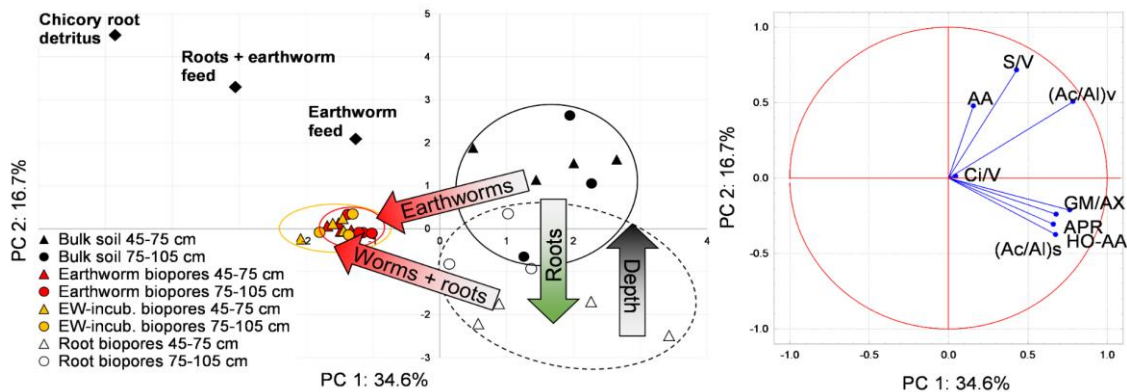 Chicory root
detritus
Roots + earthworm
feed
Earthworm
feed
5
4
3
2
1
0
-1
-2
-3
2
2
4
PC 2: 16.7%
PC 1: 34.6%
Earthworms
Worms + roots
Roots
Depth
Bulk soil 45-75 cm
Bulk soil 75-105 cm
Earthworm biopores 45-75 cm
Earthworm biopores 75-105 cm
EW-incub. biopores 45-75 cm
EW-incub. biopores 75-105 cm
Root biopores 45-75 cm
Root biopores 75-105 cm
1.0
0.5
0.0
-0.5
-1.0
-1.0
-0.5
0.0
0.5
1.0
PC 2: 16.7%
PC 1: 34.6%
S/V
AA
(Ac/Al)v
Ci/V
GM/AX
APR
(Ac/Al)s
HO-AA